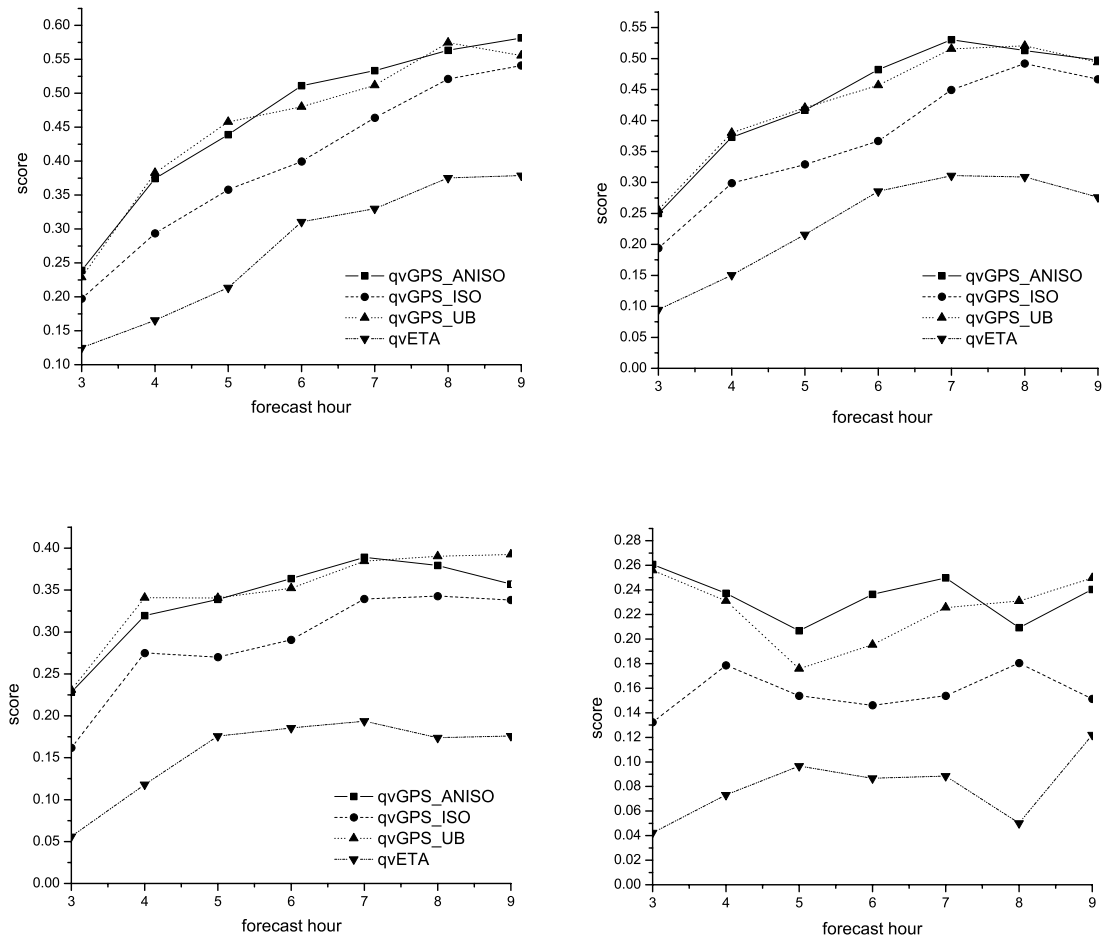 0.60
0.55
0.50
0.45
0.40
0.35
0.30
0.25
0.20
0.15
0.10
score
3 4 5 6 7 8 9
forecast hour
qvGPS_ANISO
qvGPS_ISO
qvGPS_UB
qvETA
0.55
0.50
0.45
0.40
0.35
0.30
0.25
0.20
0.15
0.10
0.05
0.00
score
3 4 5 6 7 8 9
forecast hour
qvGPS_ANISO
qvGPS_ISO
qvGPS_UB
qvETA
0.40
0.35
0.30
0.25
0.20
0.15
0.10
0.05
0.00
score
3 4 5 6 7 8 9
forecast hour
qvGPS_ANISO
qvGPS_ISO
qvGPS_UB
qvETA
0.28
0.26
0.24
0.22
0.20
0.18
0.16
0.14
0.12
0.10
0.08
0.06
0.04
0.02
0.00
score
3 4 5 6 7 8 9
forecast hour